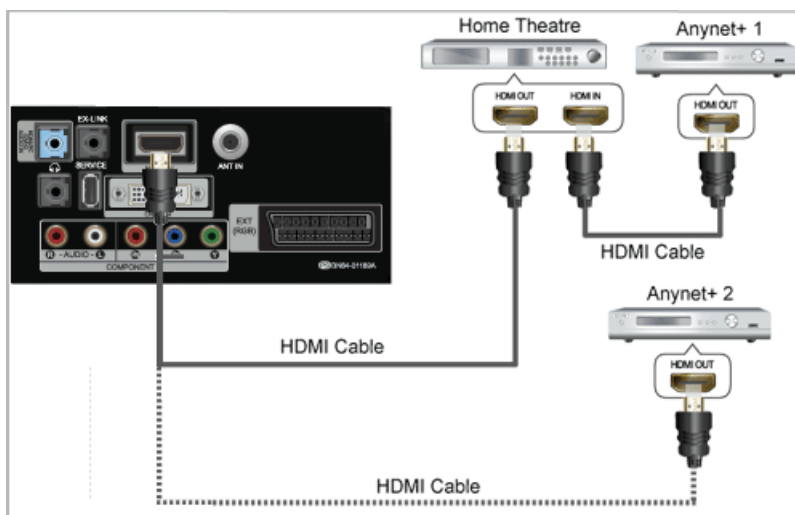 Home Theatre
Anynet+ 1
HDMI OUT
HDMI IN
HDMI OUT
EX-LINK
ANT IN
SERVICE
EXT
(RGB)
R - AUDIO - L
Y
COMPONENT
HDMI Cable
Anynet+ 2
HDMI Cable
HDMI OUT
HDMI Cable